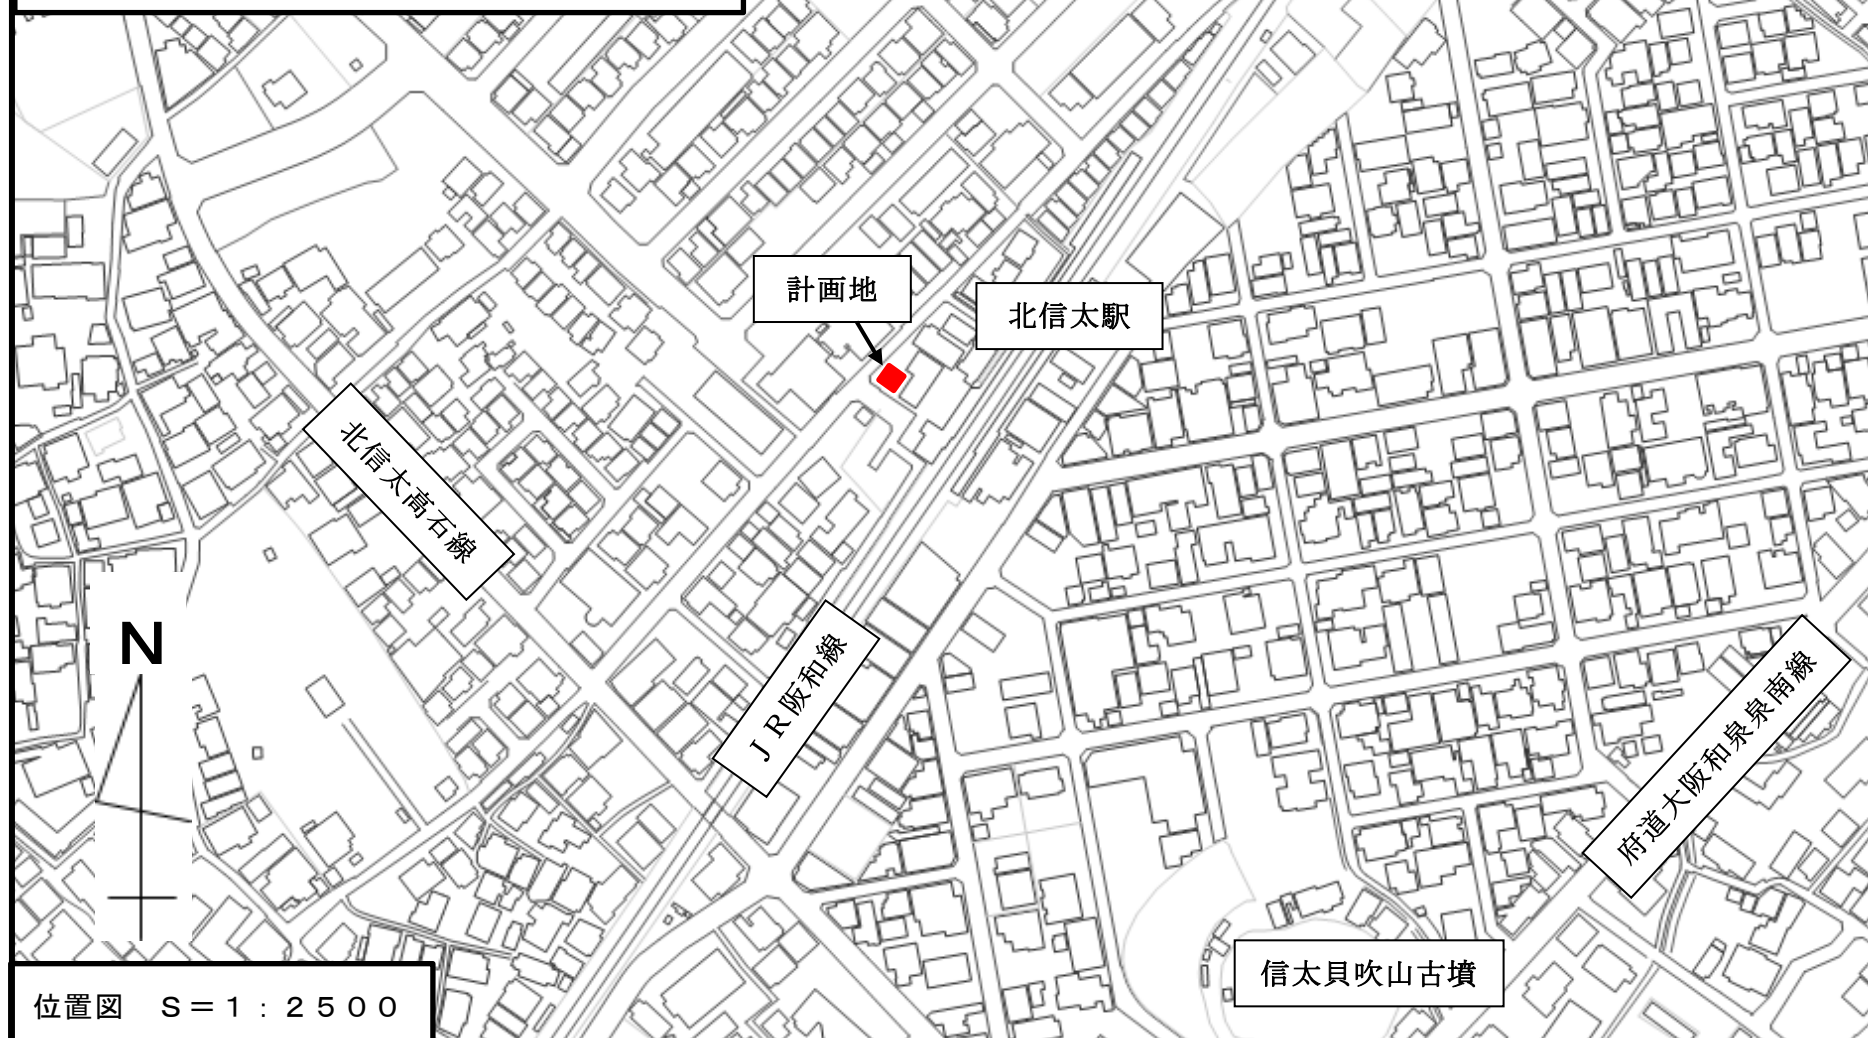 計画地
北信太駅
北信太高石線
N
ＪＲ阪和線
府道大阪和泉泉南線
信太貝吹山古墳
位置図　Ｓ＝１：２５００